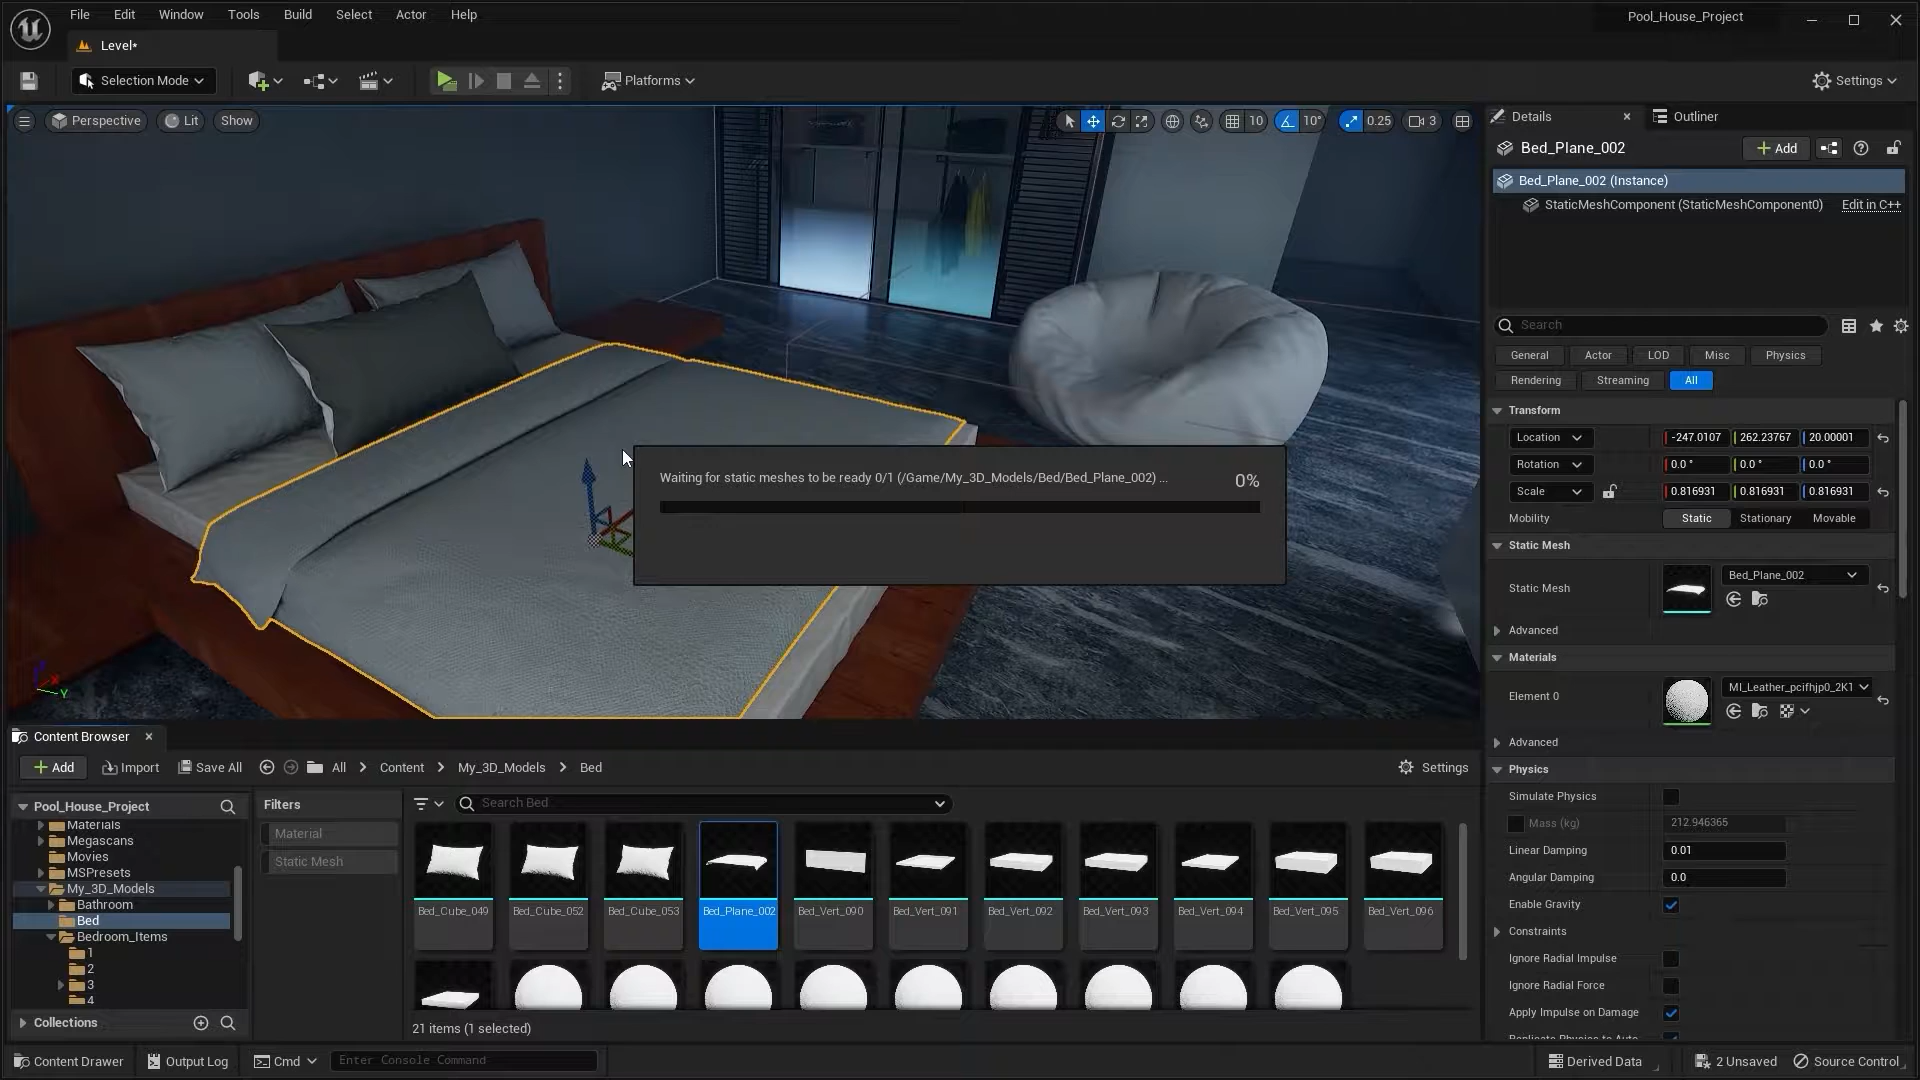 File Edit Window Tools Build Select Actor Help
Pool_House_Project
Level*
Selection Mode
Platforms
Settings
Perspective Lit Show
10 10° 0.25 3
Details
Outliner
Bed_Plane_002
Add
Bed_Plane_002 (Instance)
StaticMeshComponent (StaticMeshComponent0) Edit in C++
Search
General Actor LOD Misc Physics
Rendering Streaming All
Transform
Location -247.0107 262.23767 20.00001
Rotation 0.0 ° 0.0 ° 0.0 °
Scale 0.816931 0.816931 0.816931
Mobility Static Stationary Movable
Static Mesh
Static Mesh Bed_Plane_002
Advanced
Materials
Element 0 MI_Leather_pcifhjp0_2K1
Advanced
Physics
Simulate Physics
Mass (kg) 212.946365
Linear Damping 0.01
Angular Damping 0.0
Enable Gravity
Constraints
Ignore Radial Impulse
Ignore Radial Force
Apply Impulse on Damage
Replicate Physics to Auto
Waiting for static meshes to be ready 0/1 (/Game/My_3D_Models/Bed/Bed_Plane_002) ... 0%
X
Y
Content Browser
Add Import Save All All Content My_3D_Models Bed Settings
Pool_House_Project
Materials
Megascans
Movies
MSPresets
My_3D_Models
Bathroom
Bed
Bedroom_Items
1
2
3
4
Collections
Filters
Material
Static Mesh
Search Bed
Bed_Cube_049 Bed_Cube_052 Bed_Cube_053 Bed_Plane_002 Bed_Vert_090 Bed_Vert_091 Bed_Vert_092 Bed_Vert_093 Bed_Vert_094 Bed_Vert_095 Bed_Vert_096
21 items (1 selected)
Content Drawer Output Log Cmd Enter Console Command Derived Data 2 Unsaved Source Control